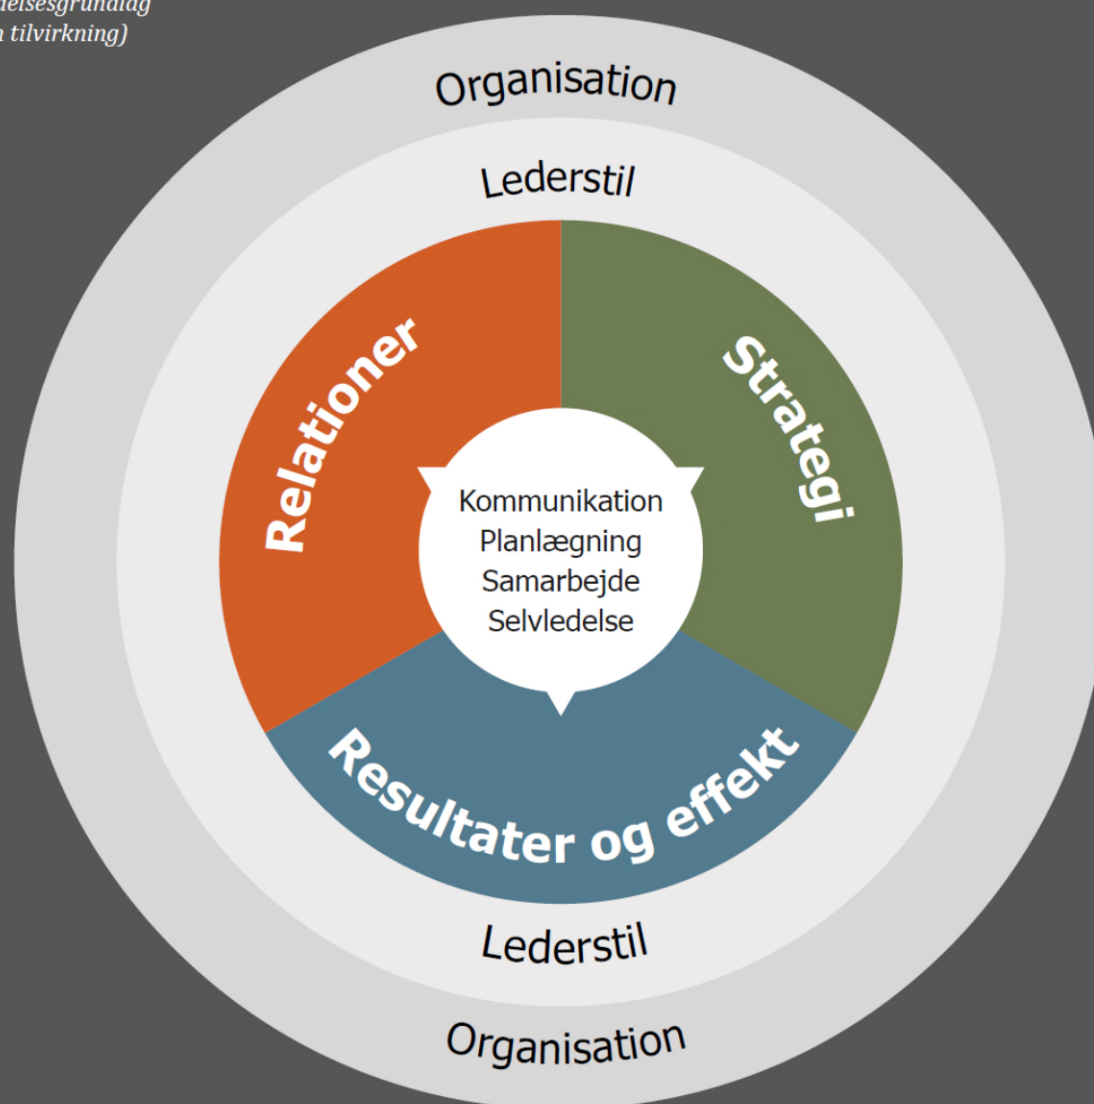 tilvirkning)
Organisation
Lederstil
Relationer
Strategi
Kommunikation
Planlægning
Samarbejde
Selvledelse
Resultater og effekt
Lederstil
Organisation